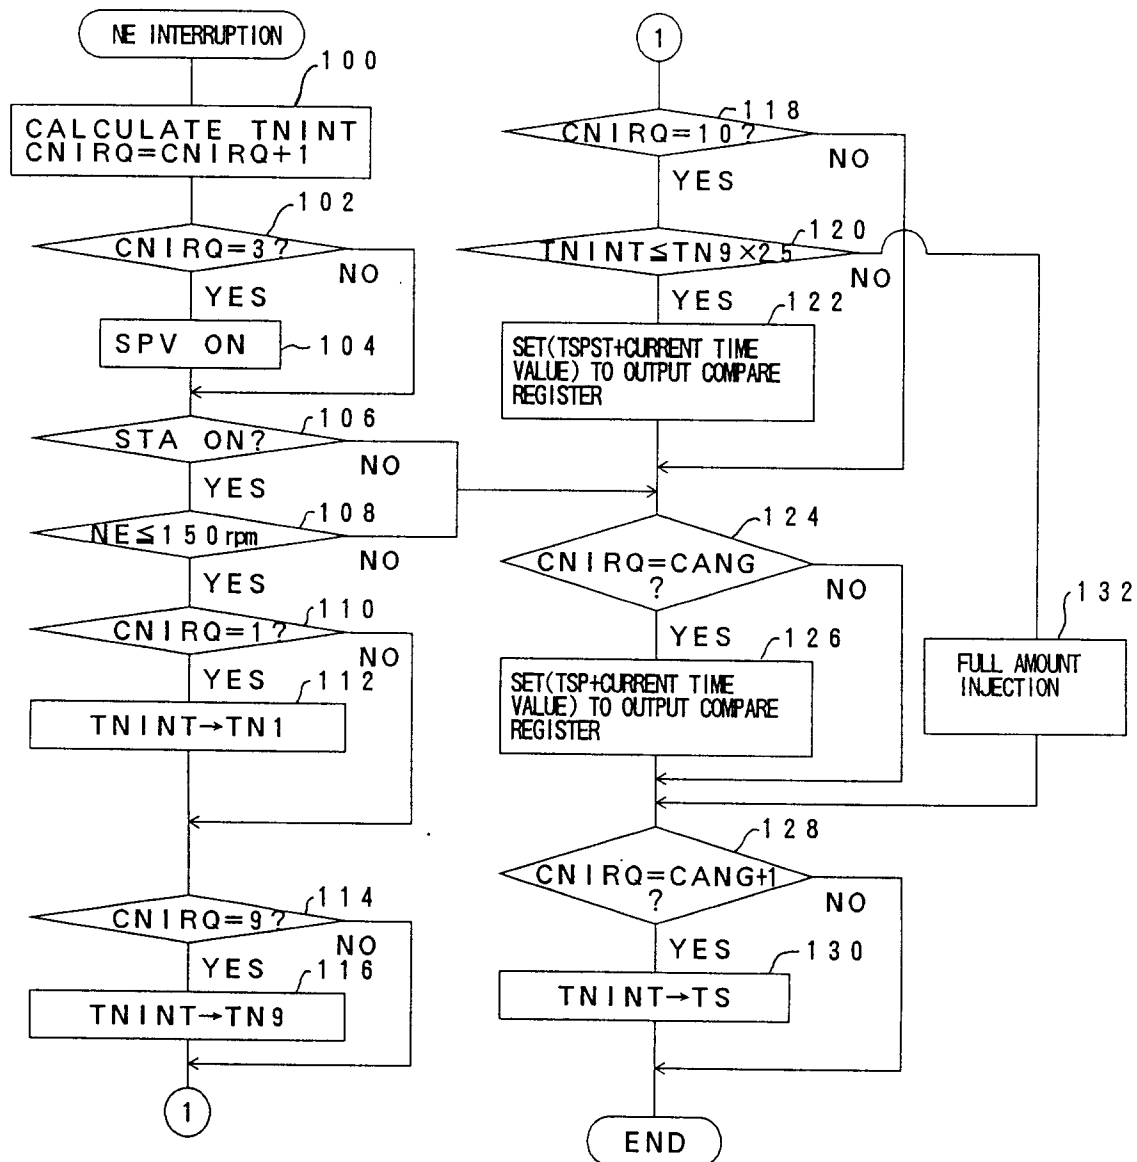 NE INTERRUPTION
100
CALCULATE TNINT
CNIRQ=CNIRQ+1
102
CNIRQ=3?
NO
YES
SPV ON
104
106
STA ON?
NO
YES
108
NE≦150rpm
NO
YES
110
CNIRQ=1?
NO
YES
112
TNINT→TN1
114
CNIRQ=9?
NO
YES
116
TNINT→TN9
1
1
118
CNIRQ=10?
NO
YES
120
TNINT≦TN9×2.5
NO
YES
122
SET(TSPST+CURRENT TIME
VALUE) TO OUTPUT COMPARE
REGISTER
124
CNIRQ=CANG
?
NO
YES
126
SET(TSP+CURRENT TIME
VALUE) TO OUTPUT COMPARE
REGISTER
132
FULL AMOUNT
INJECTION
128
CNIRQ=CANG+1
?
NO
YES
130
TNINT→TS
END